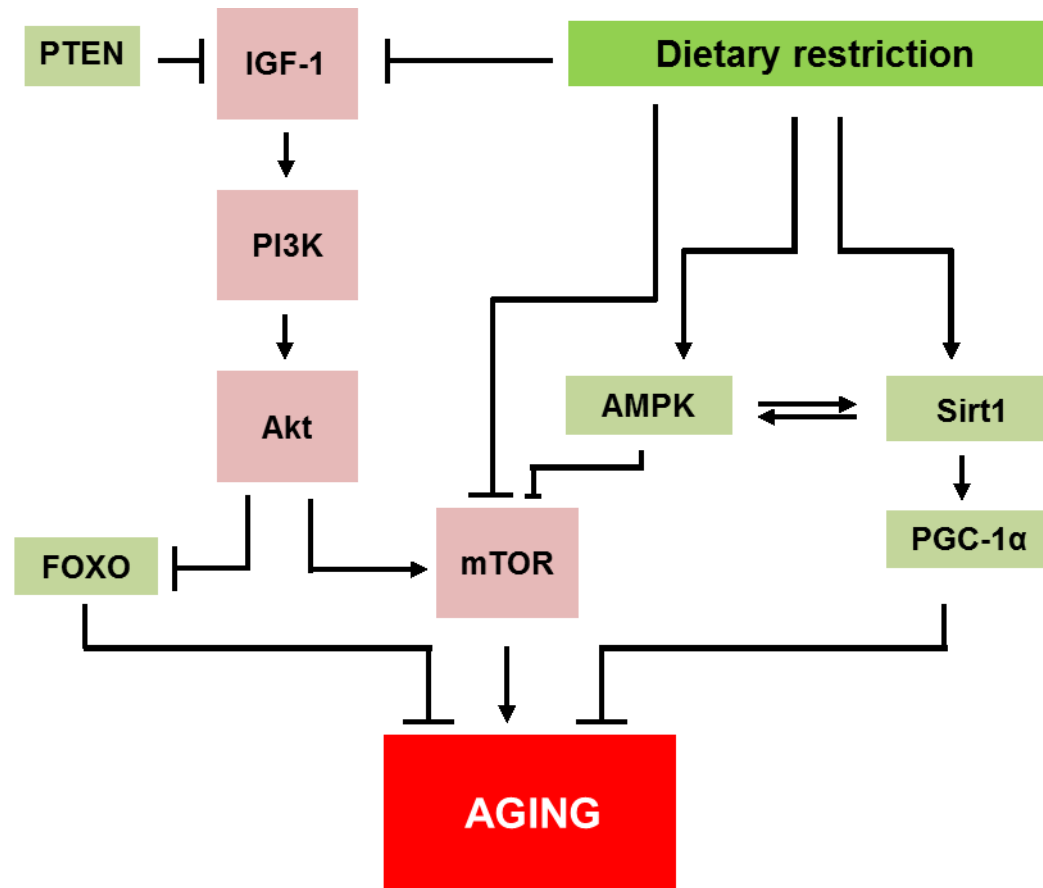 PTEN
IGF-1
Dietary restriction
PI3K
Akt
AMPK
Sirt1
FOXO
mTOR
PGC-1α
AGING